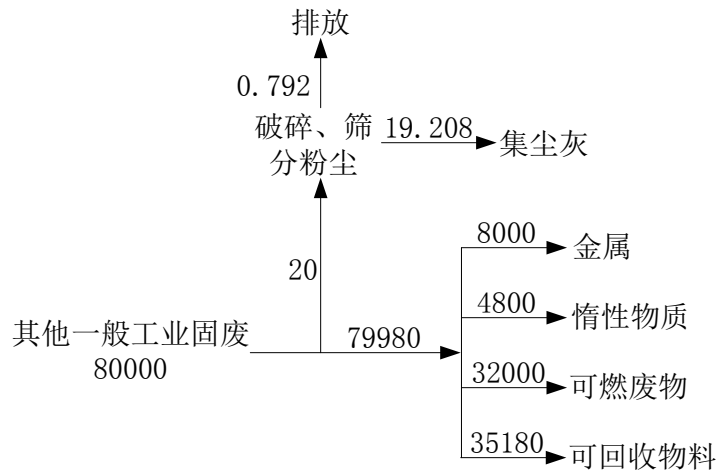 排放
0.792
破碎、筛
分粉尘
19.208
集尘灰
20
8000
金属
4800
惰性物质
其他一般工业固废
80000
79980
32000
可燃废物
35180
可回收物料